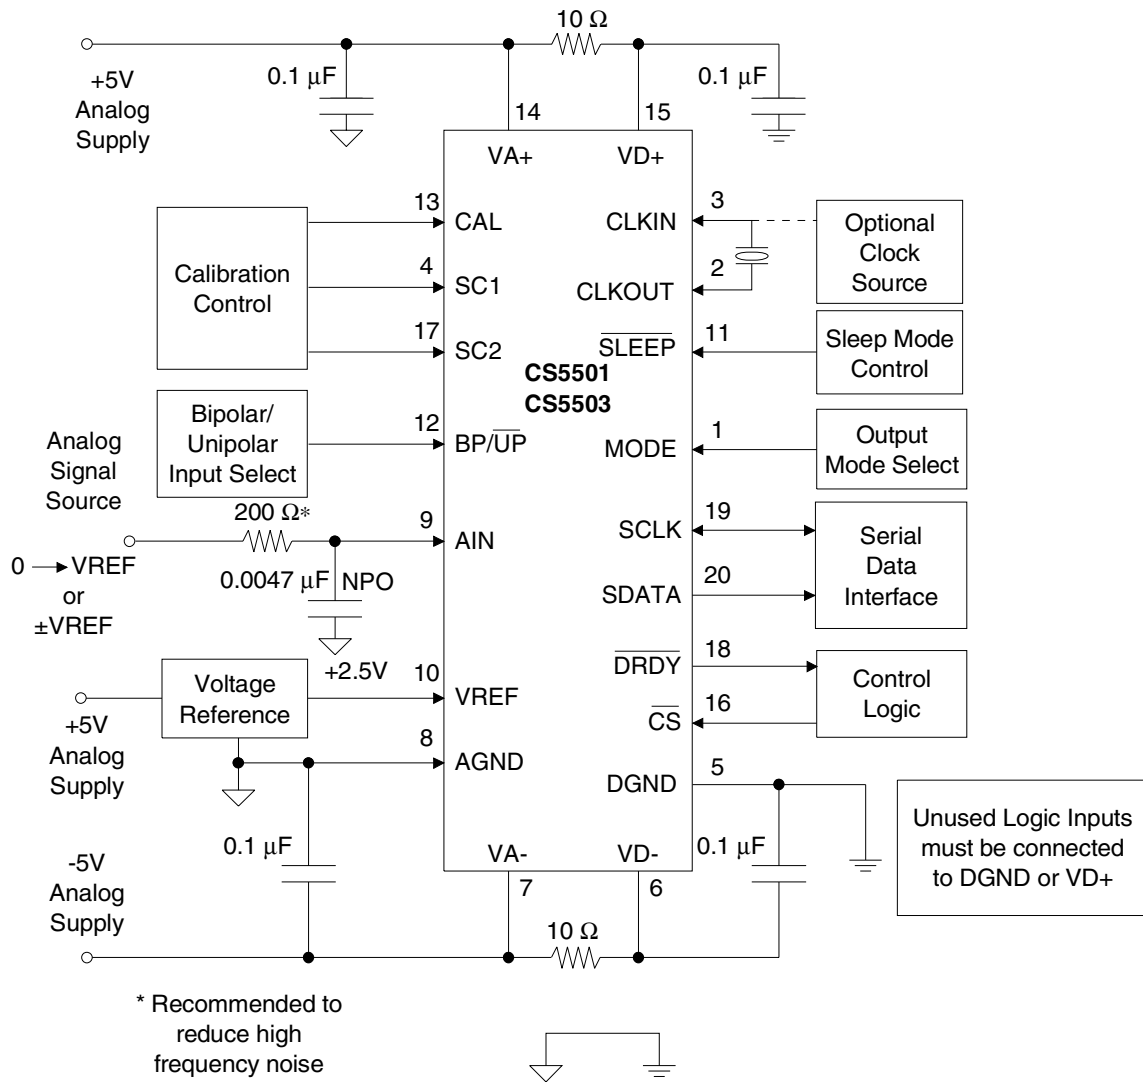 10 Ω
0.1 μF
0.1 μF
+5V
Analog
Supply
14
15
VA+
VD+
13
CAL
CLKIN
3
Optional
Clock
Source
Calibration
Control
4
SC1
CLKOUT
2
17
SC2
SLEEP
11
Sleep Mode
Control
CS5501
CS5503
Bipolar/
Unipolar
Input Select
12
BP/UP
MODE
1
Output
Mode Select
Analog
Signal
Source
200 Ω*
9
AIN
SCLK
19
Serial
Data
Interface
0
VREF
or
±VREF
0.0047 μF
NPO
SDATA
20
DRDY
18
Control
Logic
+2.5V
Voltage
Reference
10
VREF
CS
16
+5V
Analog
Supply
8
AGND
DGND
5
Unused Logic Inputs
must be connected
to DGND or VD+
0.1 μF
VA-
VD-
0.1 μF
-5V
Analog
Supply
7
6
10 Ω
* Recommended to
reduce high
frequency noise